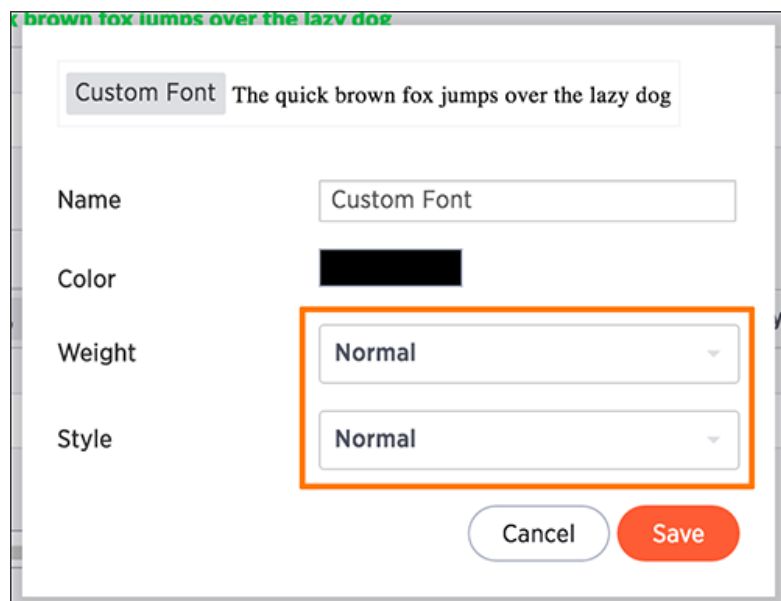 brown fox jumps over the lazy dog
Custom Font The quick brown fox jumps over the lazy dog
Name Custom Font
Color
Weight Normal
Style Normal
Cancel Save